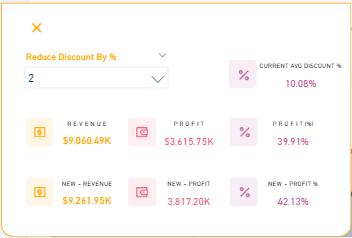 Reduce Discount By %
2
CURRENT AVG DISCOUNT %
10.08%
REVENUE
$9,060.49K
PROFIT
$3,615.75K
PROFIT(%)
39.91%
NEW - REVENUE
$9,261.95K
NEW - PROFIT
3,817.20K
NEW - PROFIT %
42.13%